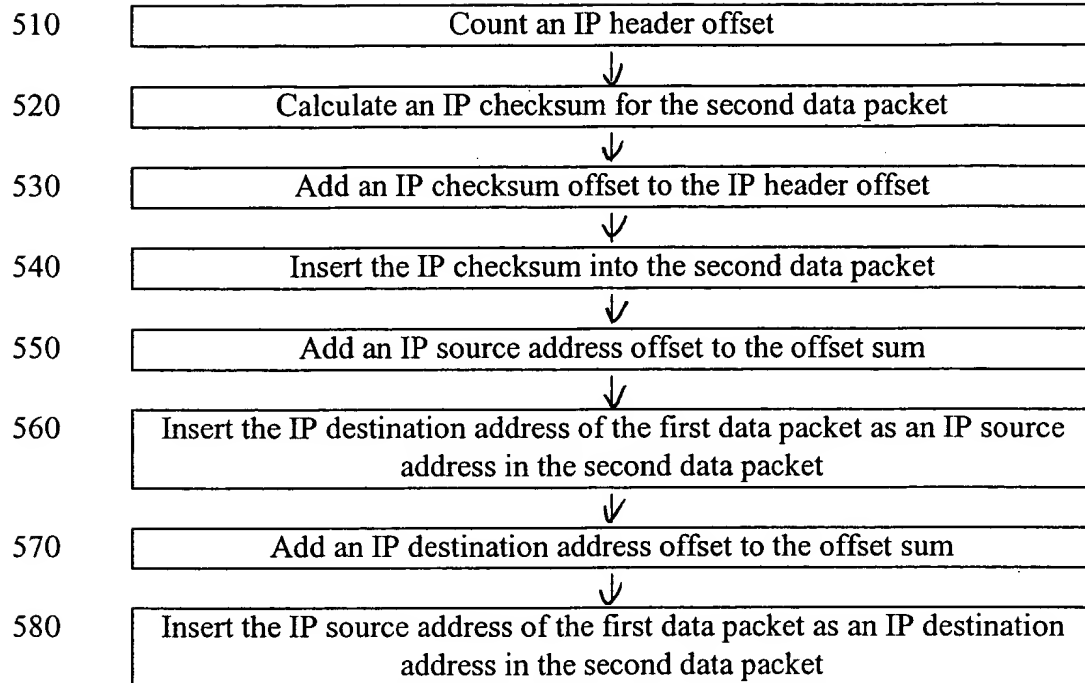 510 Count an IP header offset
520 Calculate an IP checksum for the second data packet
530 Add an IP checksum offset to the IP header offset
540 Insert the IP checksum into the second data packet
550 Add an IP source address offset to the offset sum
560 Insert the IP destination address of the first data packet as an IP source
address in the second data packet
570 Add an IP destination address offset to the offset sum
580 Insert the IP source address of the first data packet as an IP destination
address in the second data packet